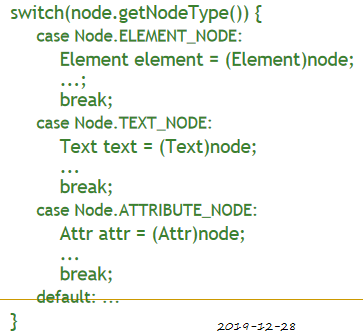 switch(node.getNodeType()) {
case Node.ELEMENT_NODE:
Element element = (Element)node;
...;
break;
case Node.TEXT_NODE:
Text text = (Text)node;
...
break;
case Node.ATTRIBUTE_NODE:
Attr attr = (Attr)node;
...
break;
default: ...
}
2019-12-28